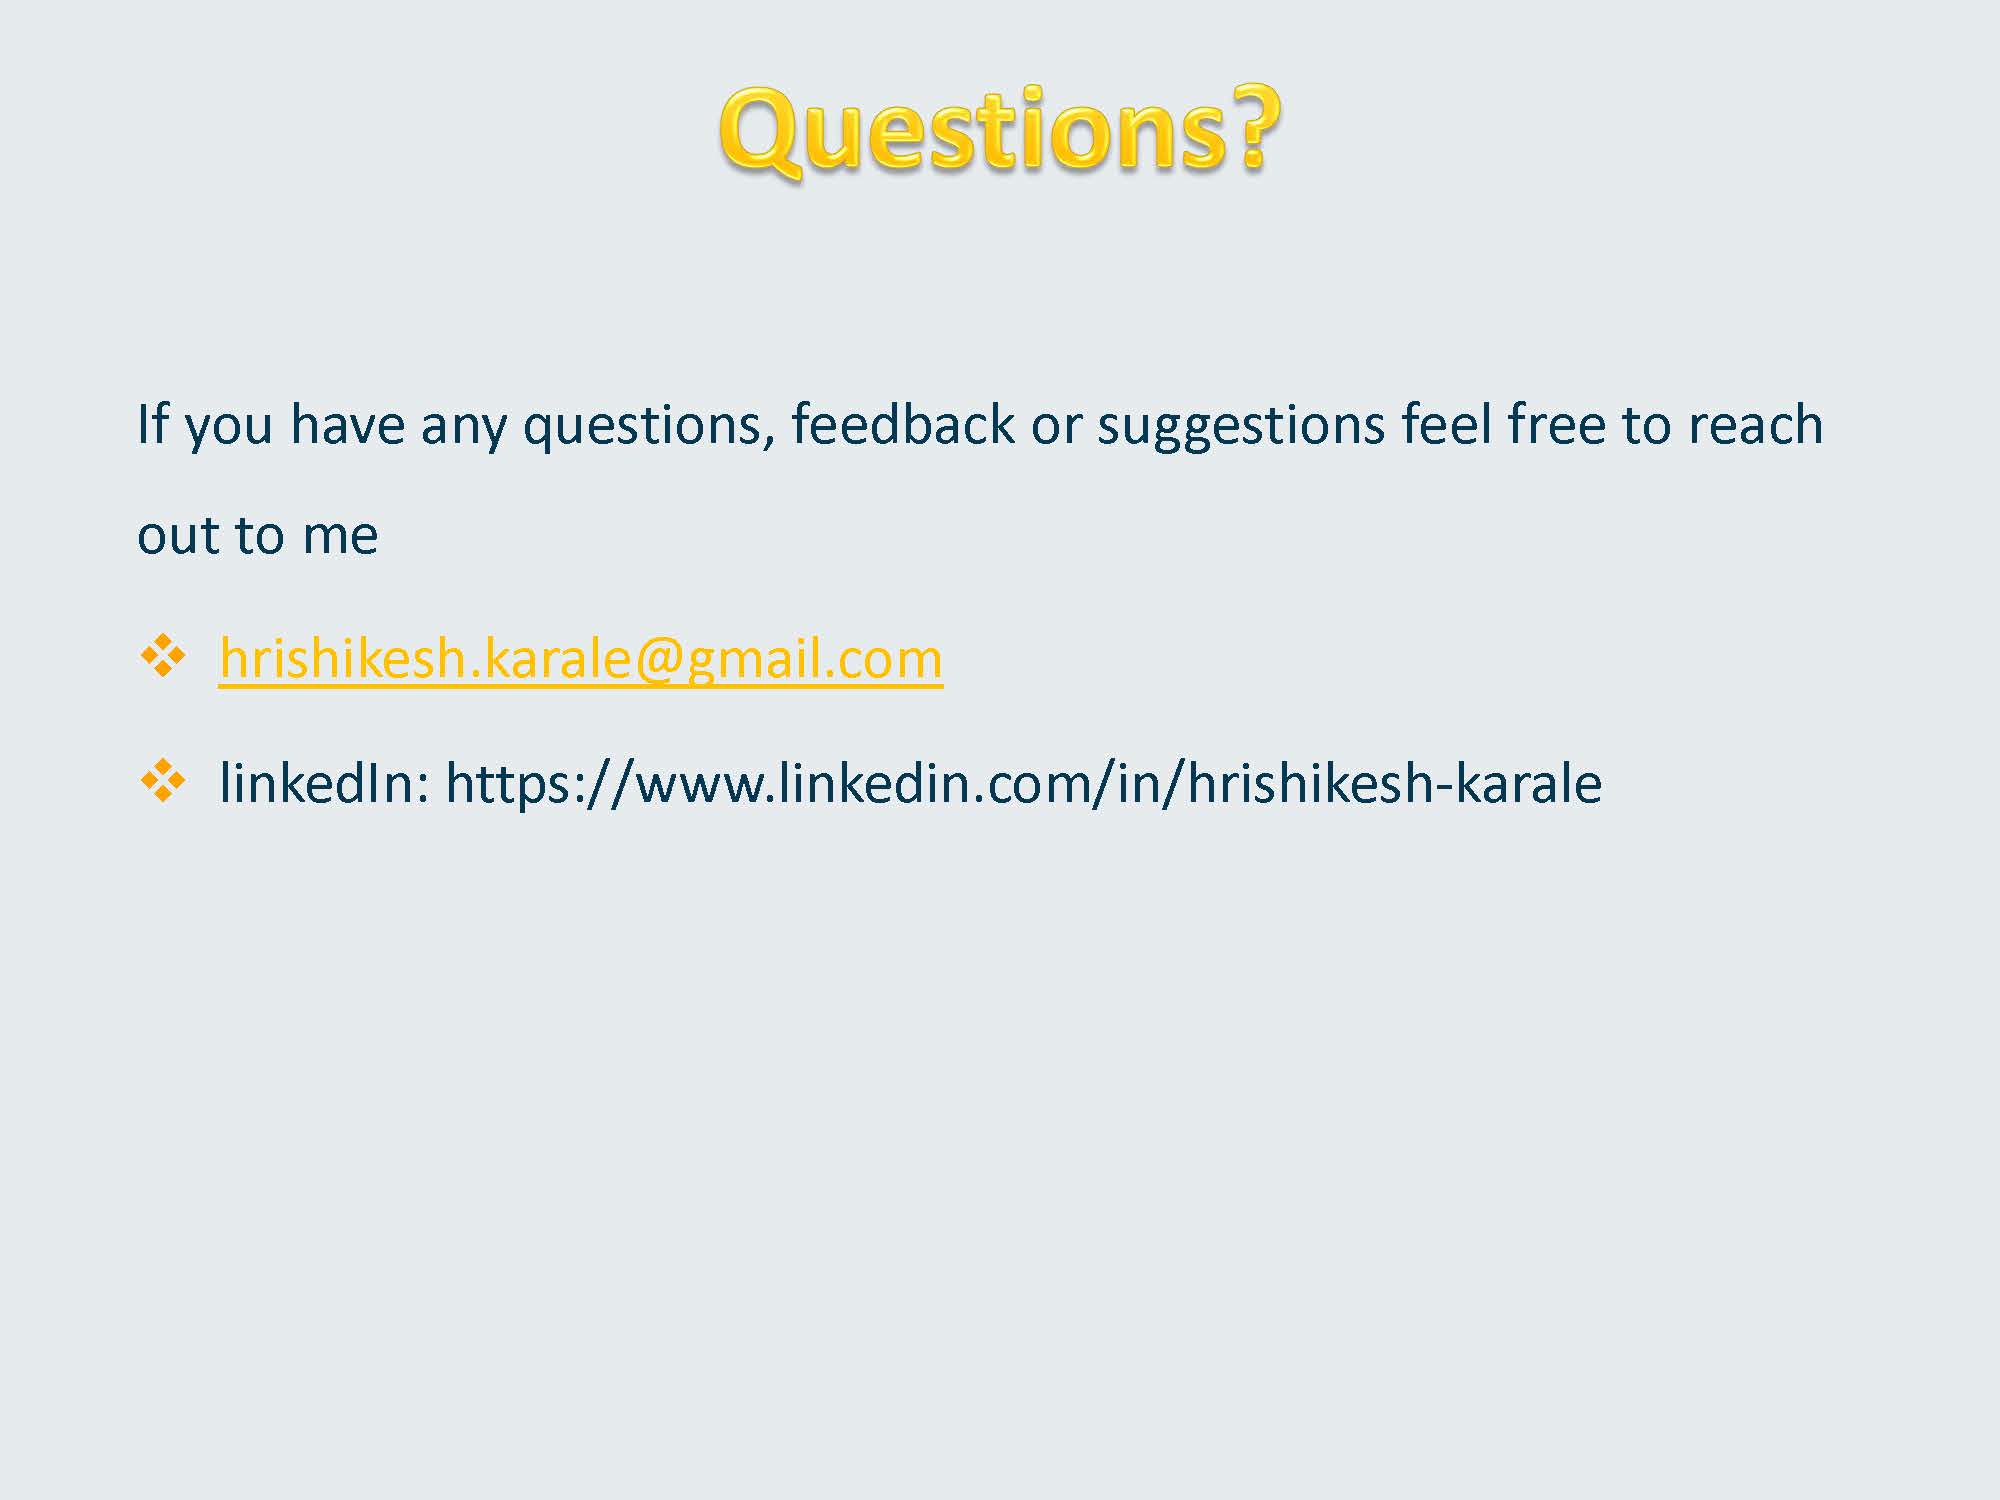 Questions?
If you have any questions, feedback or suggestions feel free to reach
out to me
❖ hrishikesh.karale@gmail.com
❖ linkedIn: https://www.linkedin.com/in/hrishikesh-karale